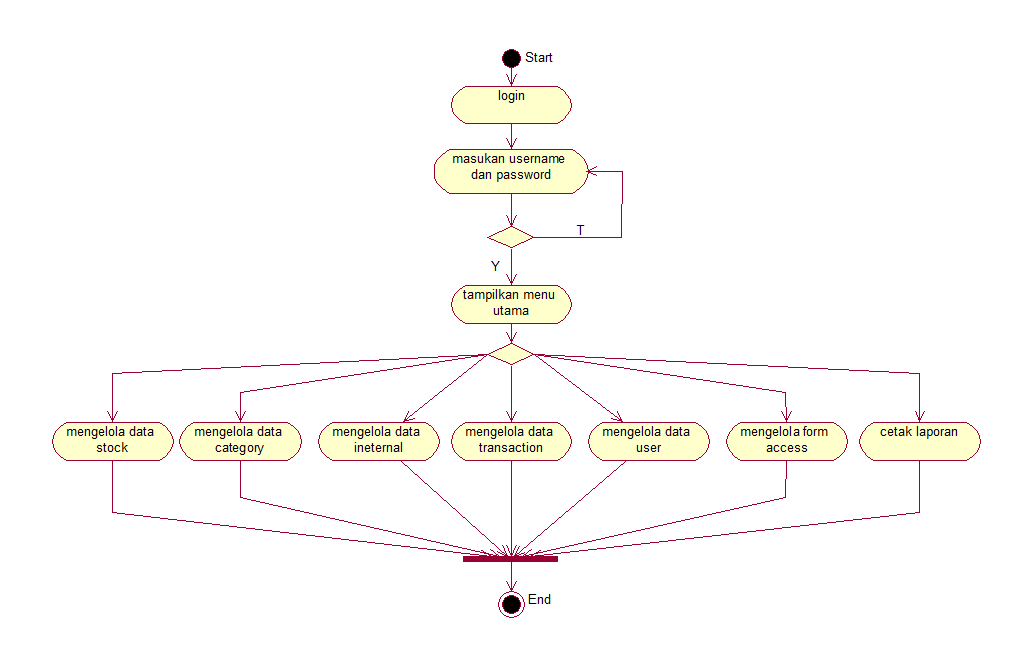 Start
login
masukan username
dan password
T
Y
tampilkan menu
utama
mengelola data
stock
mengelola data
category
mengelola data
ineternal
mengelola data
transaction
mengelola data
user
mengelola form
access
cetak laporan
End